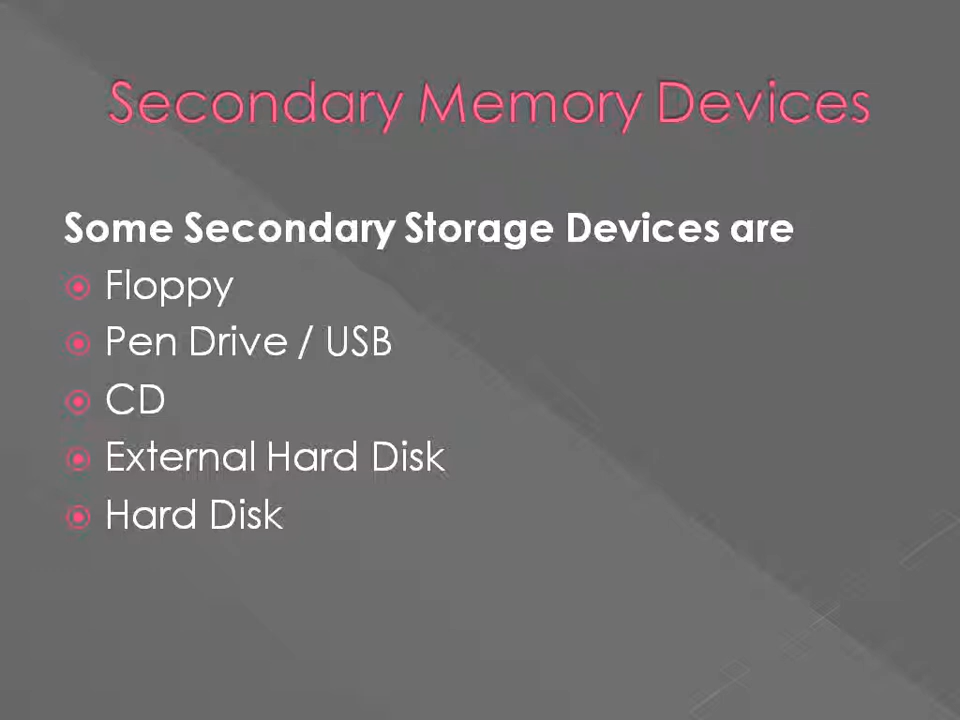 Secondary Memory Devices
Some Secondary Storage Devices are
Floppy
Pen Drive / USB
CD
External Hard Disk
Hard Disk